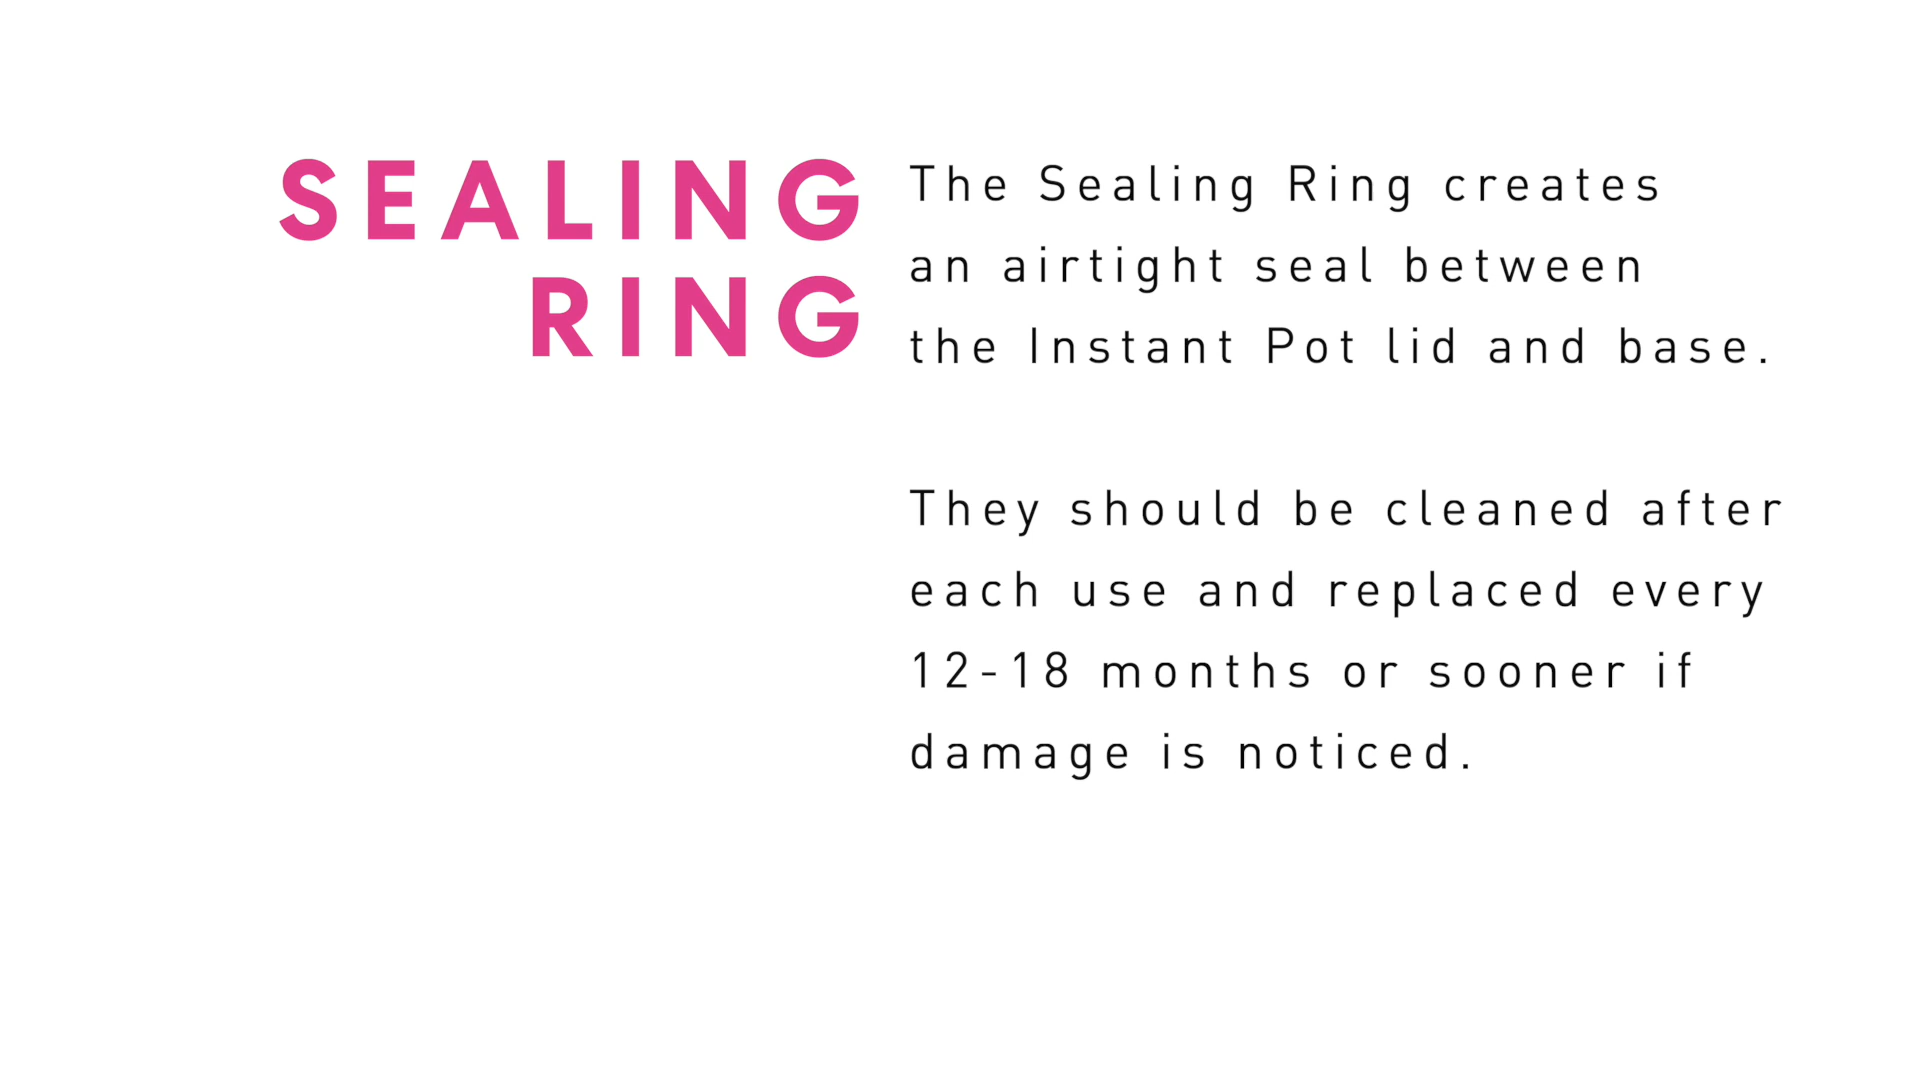 SEALING
RING
The Sealing Ring creates
an airtight seal between
the Instant Pot lid and base.
They should be cleaned after
each use and replaced every
12-18 months or sooner if
damage is noticed.